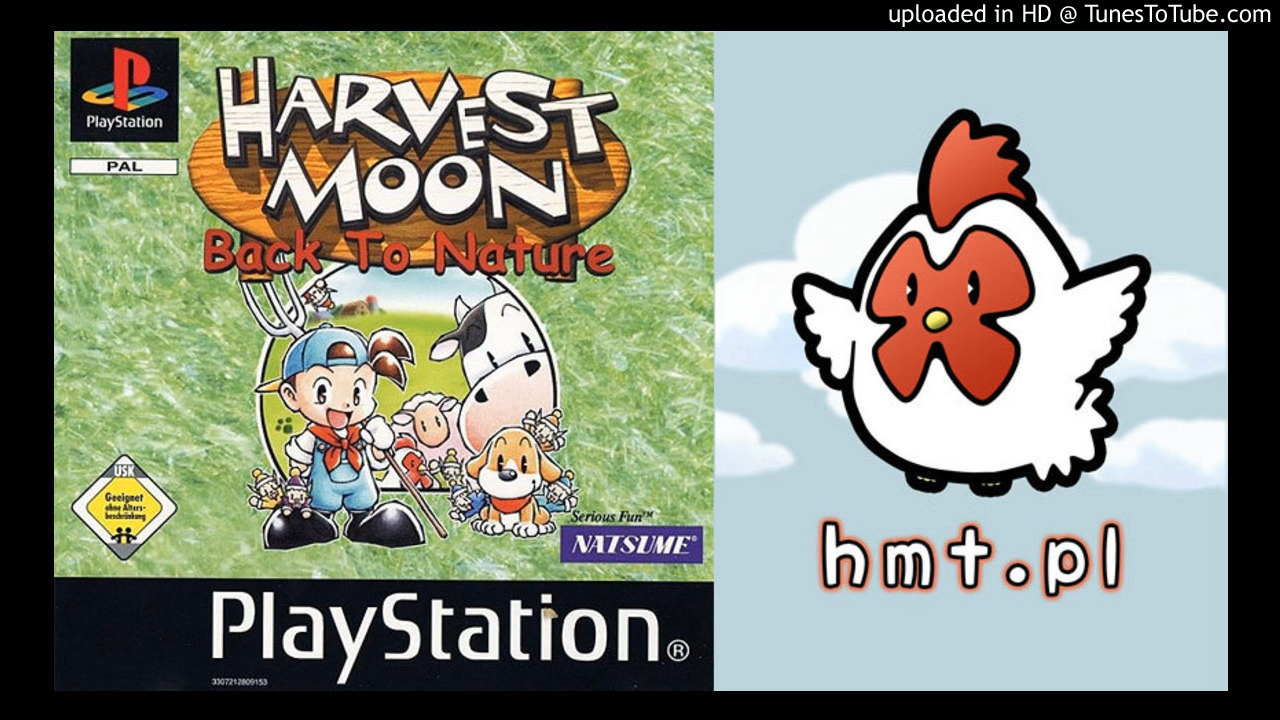 uploaded in HD @ TunesToTube.com
PlayStation
PAL
HARVEST
MOON
Back To Nature
USK
Geeignet
ohne Alters-
beschränkung
Serious Fun™
NATSUME®
PlayStation®
3307212809153
hmt.pl